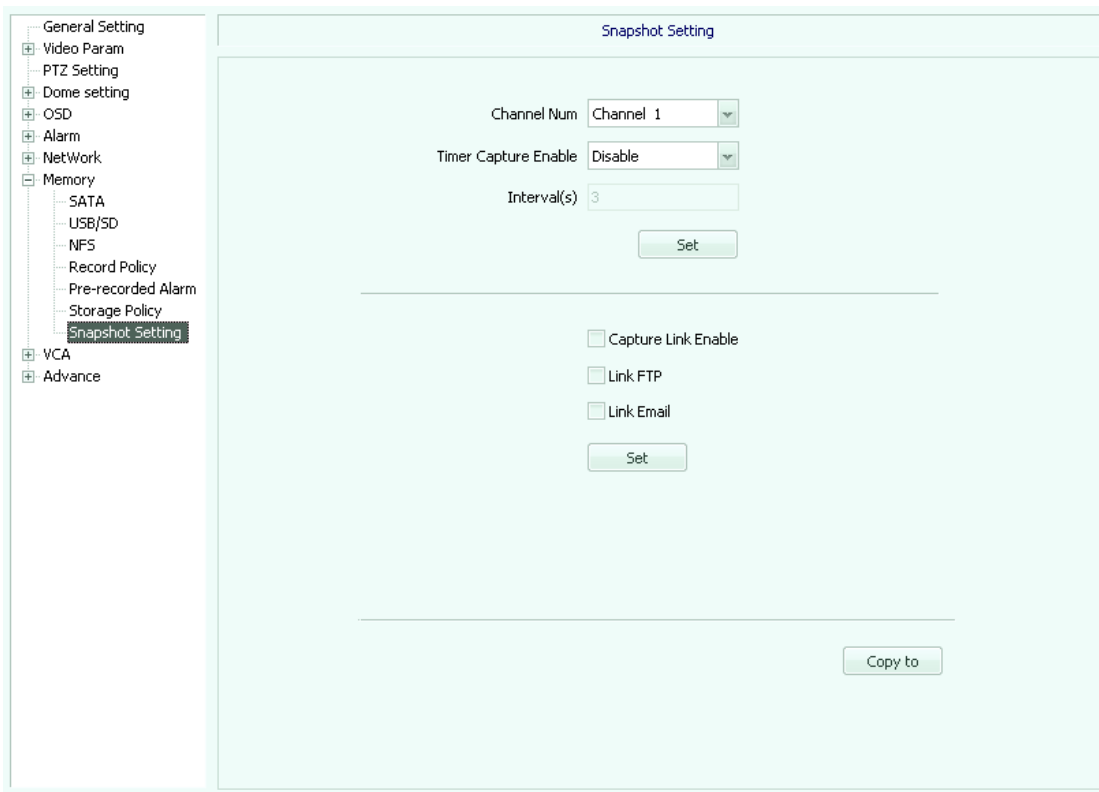 General Setting
Video Param
PTZ Setting
Dome setting
OSD
Alarm
NetWork
Memory
SATA
USB/SD
NFS
Record Policy
Pre-recorded Alarm
Storage Policy
Snapshot Setting
VCA
Advance
Snapshot Setting
Channel Num Channel 1
Timer Capture Enable Disable
Interval(s) 3
Set
Capture Link Enable
Link FTP
Link Email
Set
Copy to